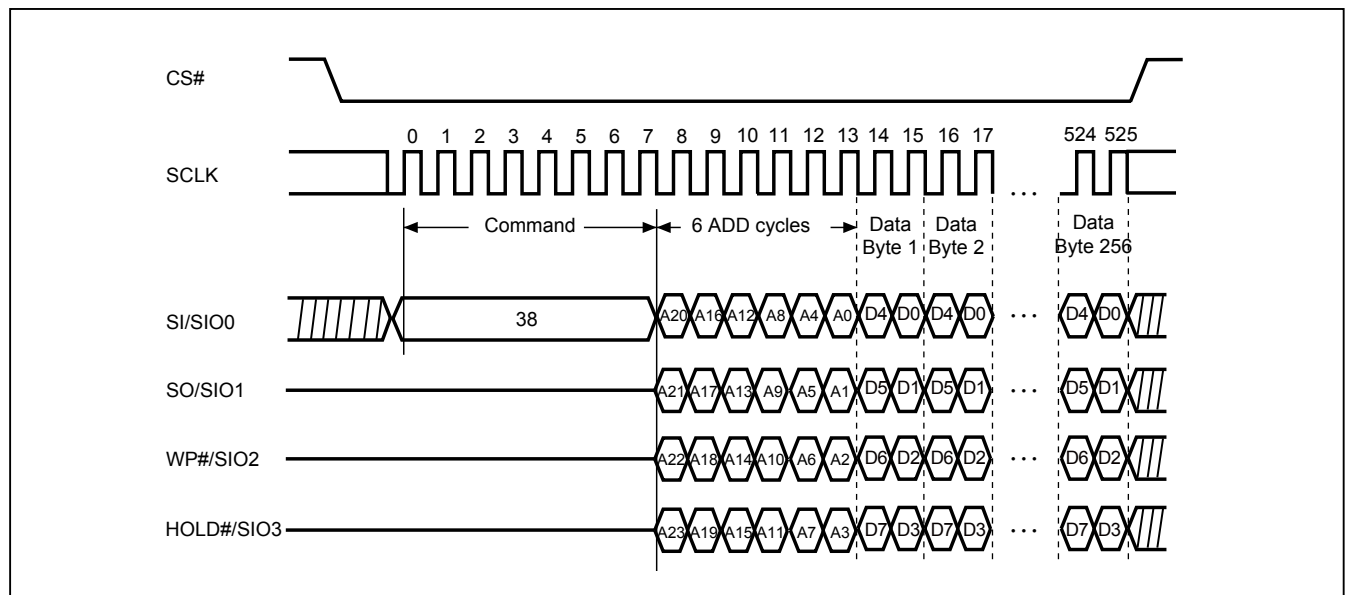 CS#
0 1 2 3 4 5 6 7 8 9 10 11 12 13 14 15 16 17 524 525
SCLK
...
Command 6 ADD cycles Data Data Data
Byte 1 Byte 2 Byte 256
SI/SIO0 38 A20 A16 A12 A8 A4 A0 D4 D0 D4 D0 ... D4 D0
SO/SIO1 A21 A17 A13 A9 A5 A1 D5 D1 D5 D1 ... D5 D1
WP#/SIO2 A22 A18 A14 A10 A6 A2 D6 D2 D6 D2 ... D6 D2
HOLD#/SIO3 A23 A19 A15 A11 A7 A3 D7 D3 D7 D3 ... D7 D3